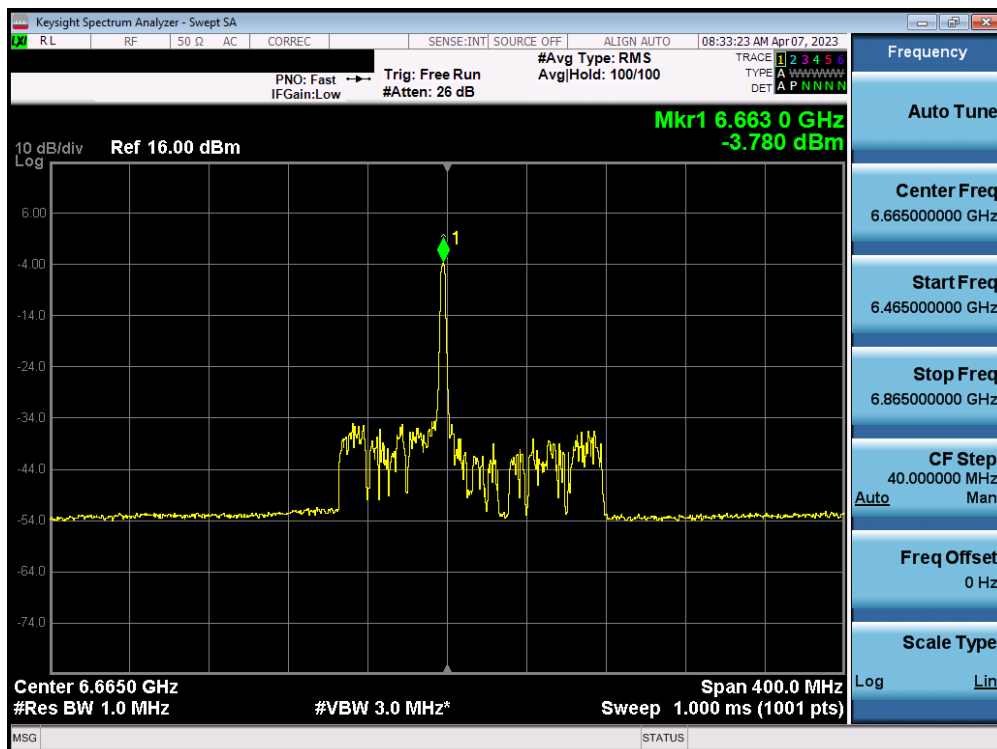 Keysight Spectrum Analyzer - Swept SA
LXI RL RF 50 Ω AC CORREC SENSE:INT SOURCE OFF ALIGN AUTO 08:33:23 AM Apr 07, 2023
PNO: Fast
IFGain:Low
Trig: Free Run
#Atten: 26 dB
#Avg Type: RMS
Avg|Hold: 100/100
TRACE 1 2 3 4 5 6
TYPE A WWWWW
DET A P N N N N
Mkr1 6.663 0 GHz
-3.780 dBm
10 dB/div Ref 16.00 dBm
Log
6.00
-4.00
-14.0
-24.0
-34.0
-44.0
-54.0
-64.0
-74.0
1
Center 6.6650 GHz
#Res BW 1.0 MHz
#VBW 3.0 MHz*
Span 400.0 MHz
Sweep 1.000 ms (1001 pts)
MSG
STATUS
Frequency
Auto Tune
Center Freq
6.665000000 GHz
Start Freq
6.465000000 GHz
Stop Freq
6.865000000 GHz
CF Step
40.000000 MHz
Auto Man
Freq Offset
0 Hz
Scale Type
Log Lin